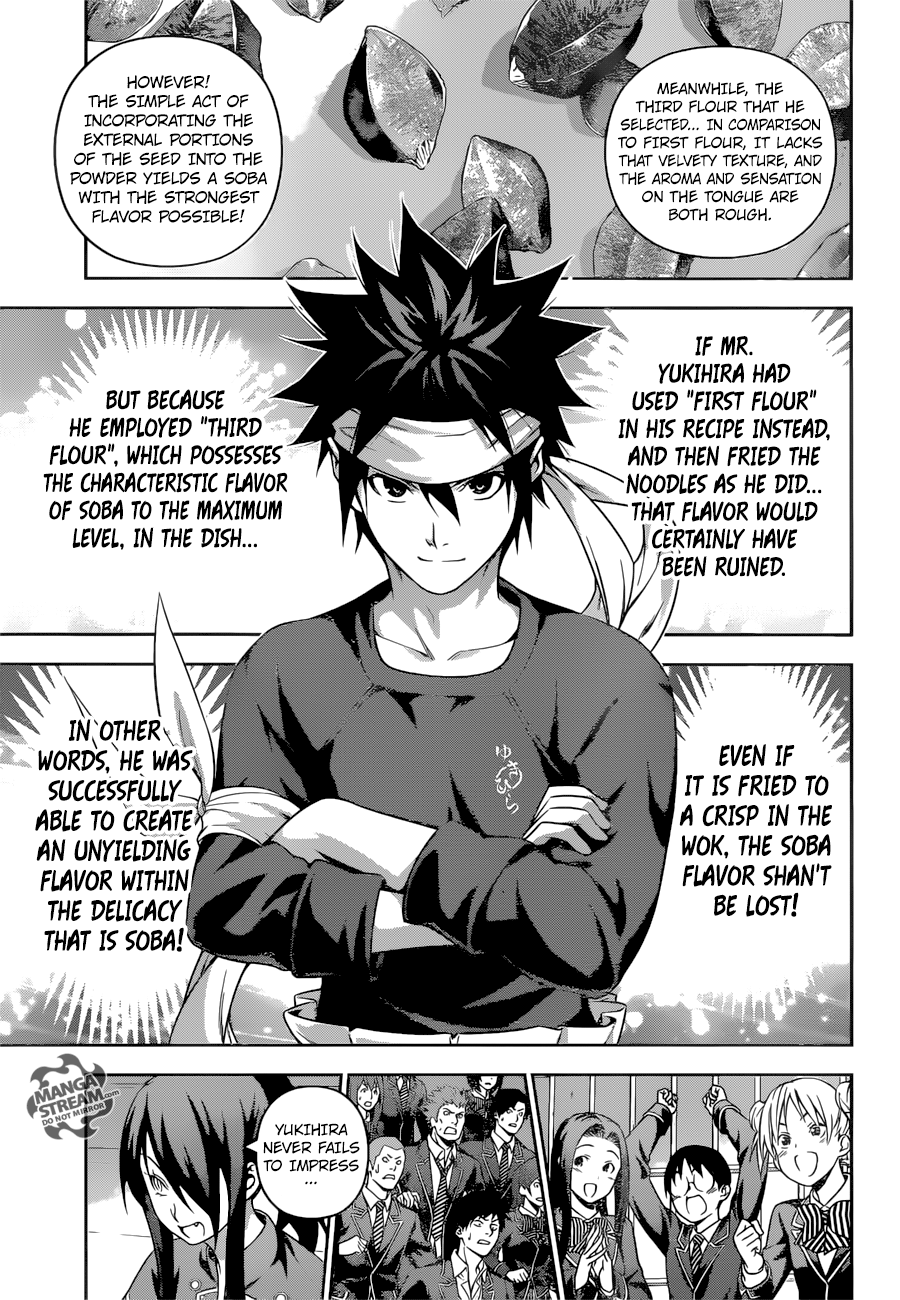 MEANWHILE, THE
THIRD FLOUR THAT HE
SELECTED... IN COMPARISON
TO FIRST FLOUR, IT LACKS
THAT VELVETY TEXTURE, AND
THE AROMA AND SENSATION
ON THE TONGUE ARE
BOTH ROUGH.
HOWEVER!
THE SIMPLE ACT OF
INCORPORATING THE
EXTERNAL PORTIONS
OF THE SEED INTO THE
POWDER YIELDS A SOBA
WITH THE STRONGEST
FLAVOR POSSIBLE!
IF MR.
YUKIHIRA HAD
USED "FIRST FLOUR"
IN HIS RECIPE INSTEAD,
AND THEN FRIED THE
NOODLES AS HE DID...
THAT FLAVOR WOULD
CERTAINLY HAVE
BEEN RUINED.
BUT BECAUSE
HE EMPLOYED "THIRD
FLOUR", WHICH POSSESSES
THE CHARACTERISTIC FLAVOR
OF SOBA TO THE MAXIMUM
LEVEL, IN THE DISH...
EVEN IF
IT IS FRIED TO
A CRISP IN THE
WOK, THE SOBA
FLAVOR SHAN'T
BE LOST!
ゆきひら
IN OTHER
WORDS, HE WAS
SUCCESSFULLY
ABLE TO CREATE
AN UNYIELDING
FLAVOR WITHIN
THE DELICACY
THAT IS SOBA!
YUKIHIRA
NEVER FAILS
TO IMPRESS
...
MANGA
STREAM.com
DO NOT MIRROR